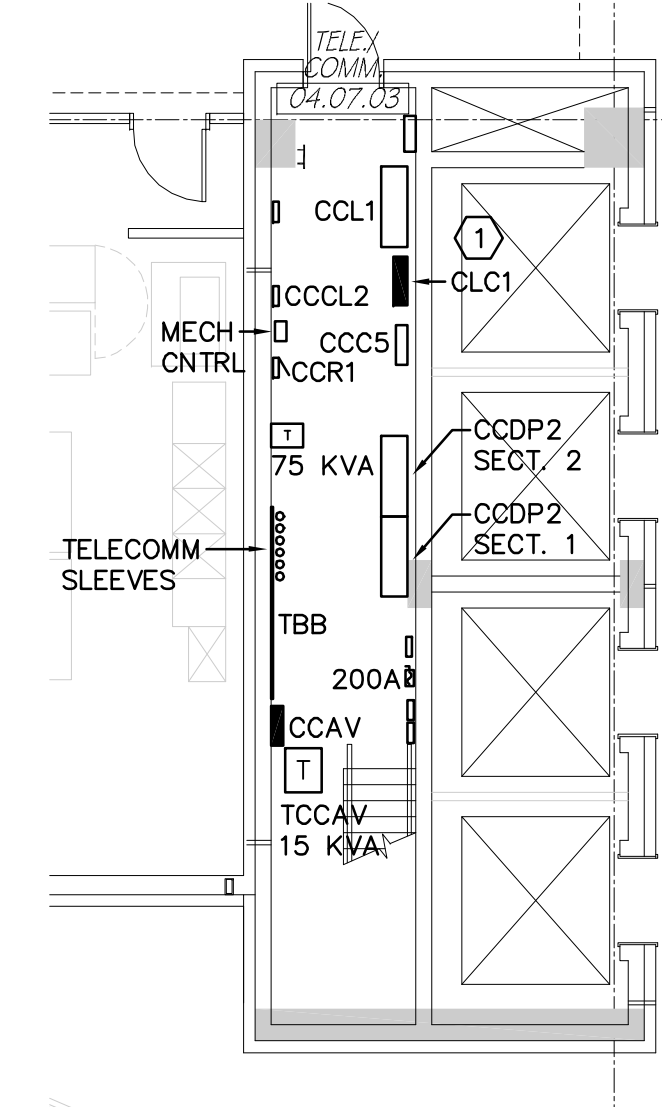 TELE./
COMM.
04.07.03
CCL1
1
CLC1
CCCL2
MECH
CNTRL
CCC5
CCR1
T
75 KVA
CCDP2
SECT. 2
CCDP2
SECT. 1
TELECOMM
SLEEVES
TBB
200A
CCAV
T
TCCAV
15 KVA